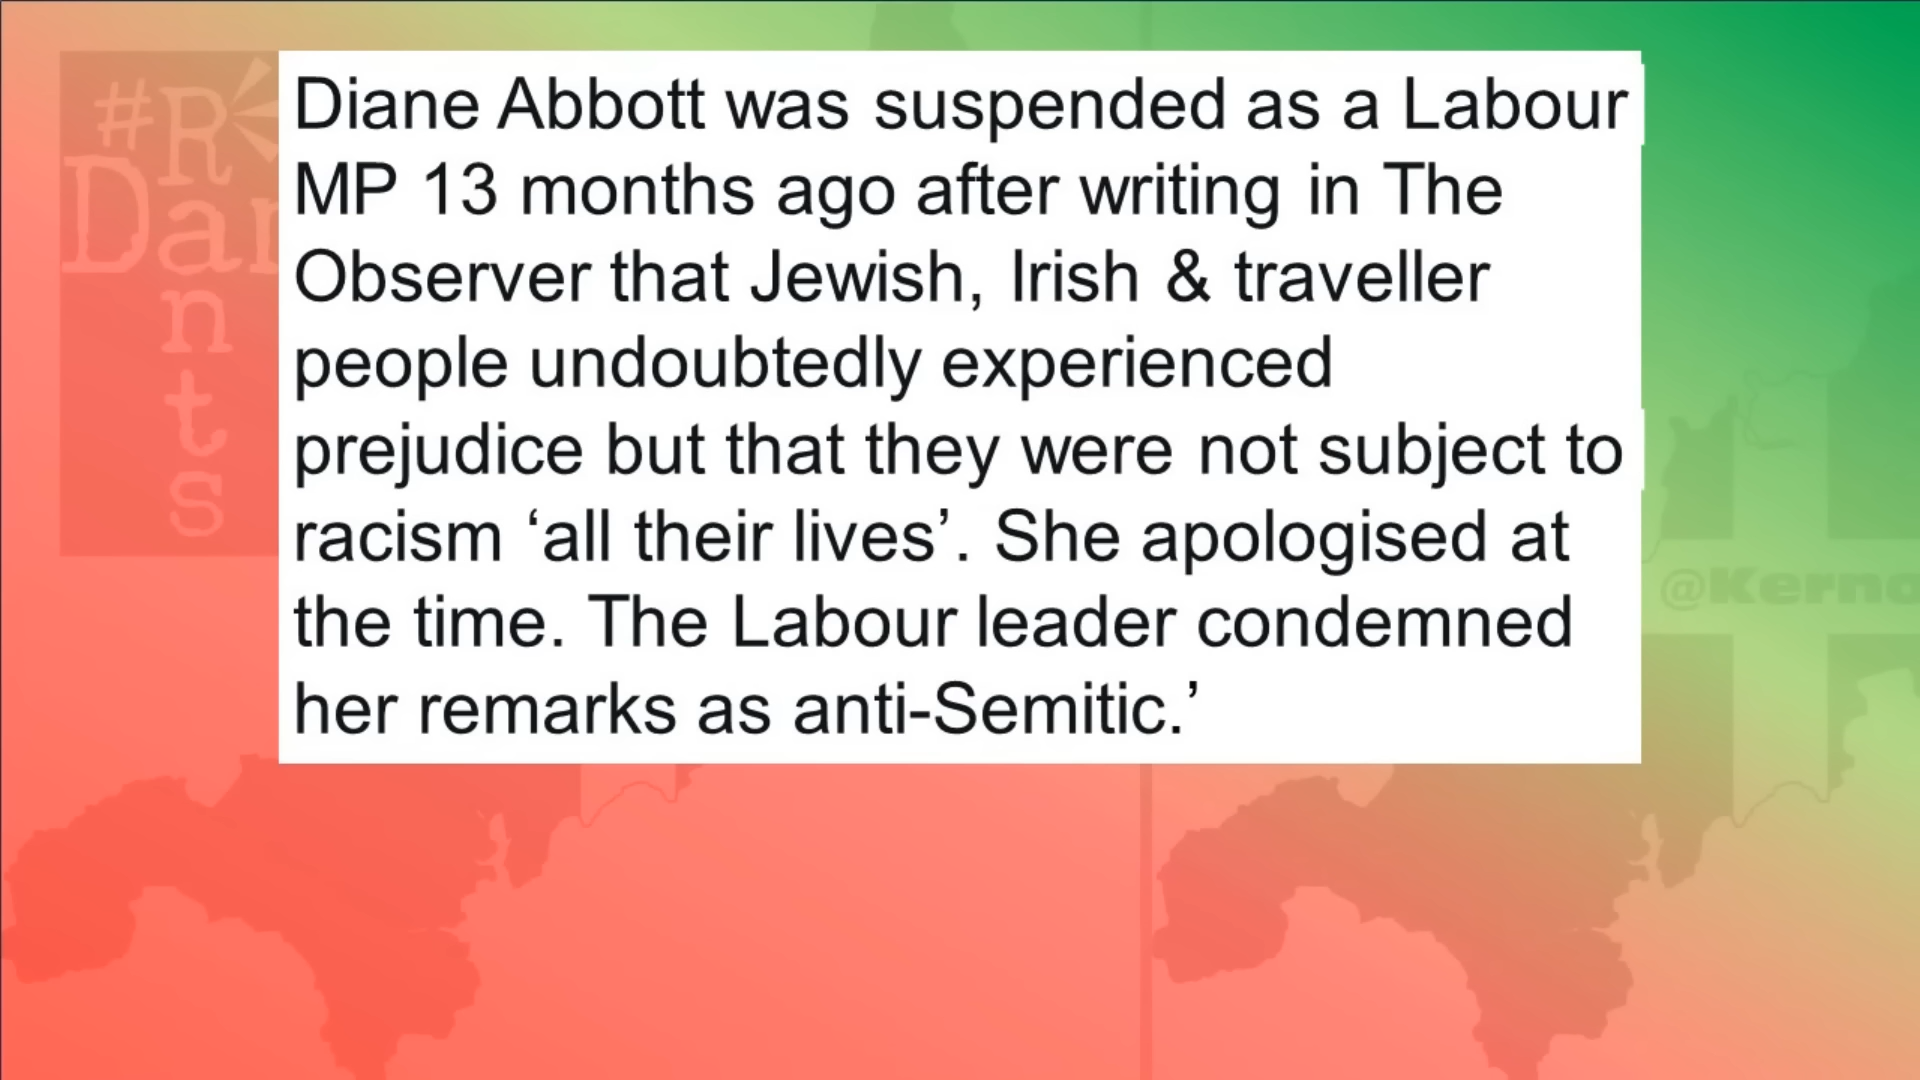 #R
Dan
n
t
s
Diane Abbott was suspended as a Labour
MP 13 months ago after writing in The
Observer that Jewish, Irish & traveller
people undoubtedly experienced
prejudice but that they were not subject to
racism ‘all their lives’. She apologised at
the time. The Labour leader condemned
her remarks as anti-Semitic.’
@Kerno